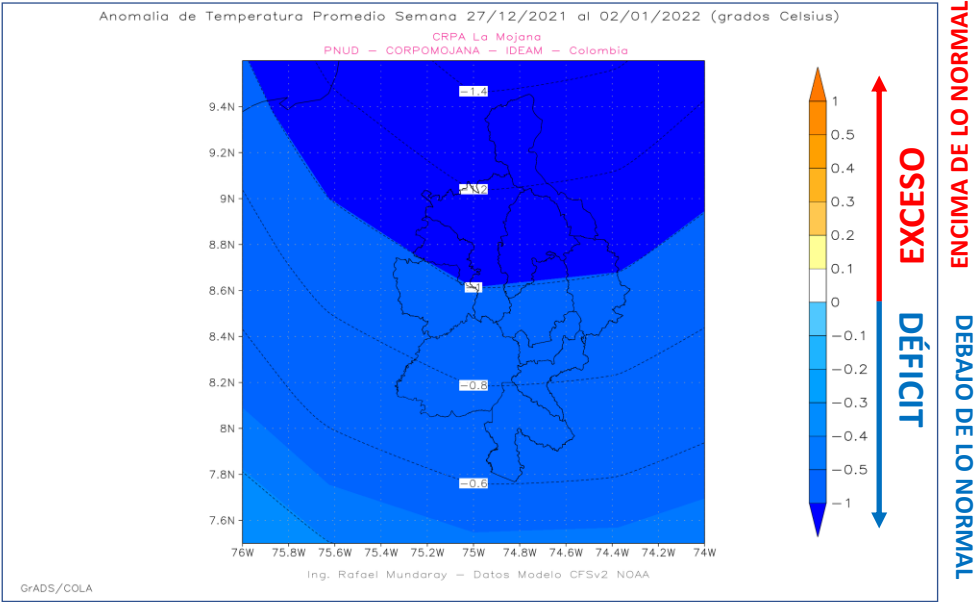 Anomalia de Temperatura Promedio Semana 27/12/2021 al 02/01/2022 (grados Celsius)
CRPA La Mojana
PNUD – CORPOMOJANA – IDEAM – Colombia
9.4N
9.2N
9N
8.8N
8.6N
8.4N
8.2N
8N
7.8N
7.6N
−1.4
−1.2
−1
−0.8
−0.6
76W 75.8W 75.6W 75.4W 75.2W 75W 74.8W 74.6W 74.4W 74.2W 74W
1
0.5
0.4
0.3
0.2
0.1
0
−0.1
−0.2
−0.3
−0.4
−0.5
−1
EXCESO
DÉFICIT
ENCIMA DE LO NORMAL
DEBAJO DE LO NORMAL
Ing. Rafael Mundaray – Datos Modelo CFSv2 NOAA
GrADS/COLA